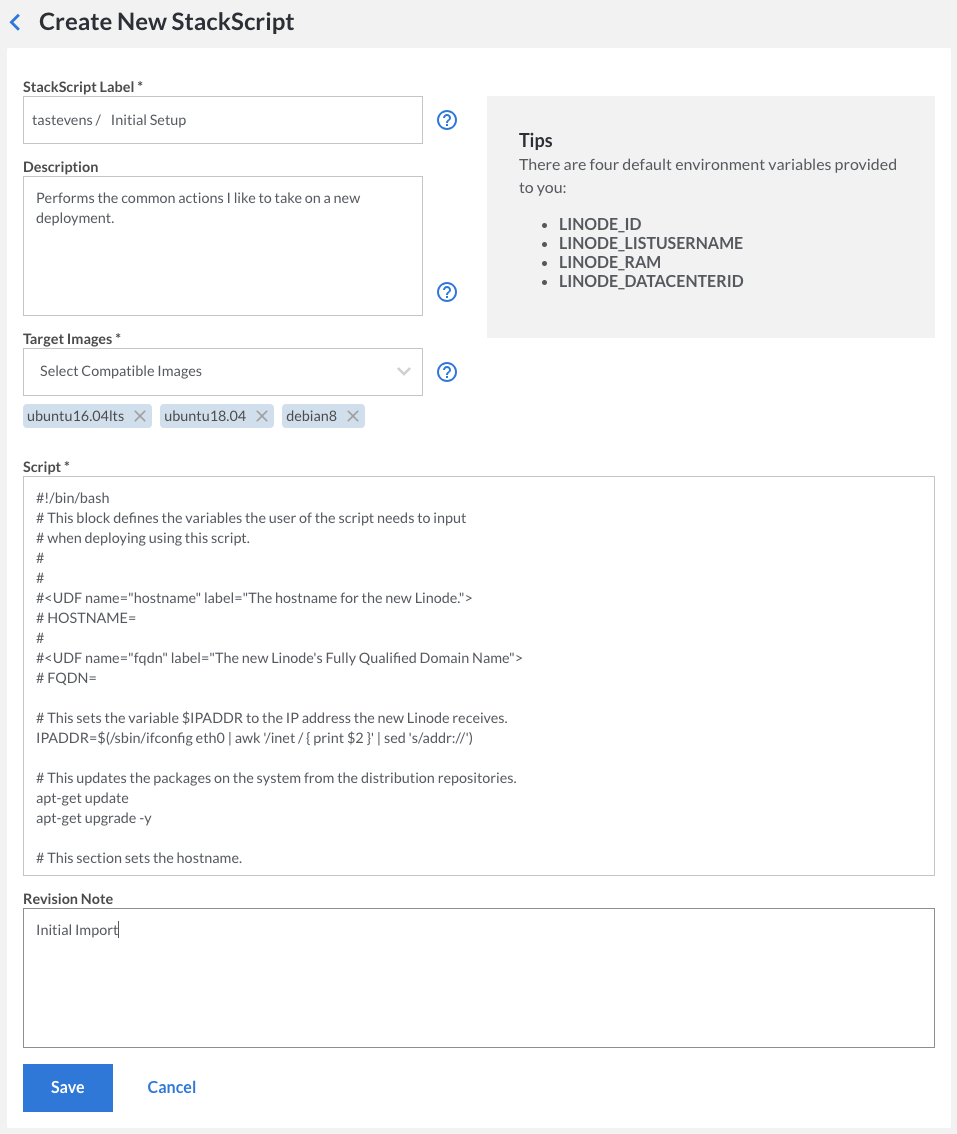 Create New StackScript
StackScript Label *
tastevens / Initial Setup
Description
Performs the common actions I like to take on a new
deployment.
Target Images *
Select Compatible Images
ubuntu16.04lts
ubuntu18.04
debian8
Tips
There are four default environment variables provided
to you:
• LINODE_ID
• LINODE_LISTUSERNAME
• LINODE_RAM
• LINODE_DATACENTERID
Script *
#!/bin/bash
# This block defines the variables the user of the script needs to input
# when deploying using this script.
#
#
#<UDF name="hostname" label="The hostname for the new Linode.">
# HOSTNAME=
#
#<UDF name="fqdn" label="The new Linode's Fully Qualified Domain Name">
# FQDN=
# This sets the variable $IPADDR to the IP address the new Linode receives.
IPADDR=$(/sbin/ifconfig eth0 | awk '/inet / { print $2 }' | sed 's/addr://')
# This updates the packages on the system from the distribution repositories.
apt-get update
apt-get upgrade -y
# This section sets the hostname.
Revision Note
Initial Import
Save
Cancel